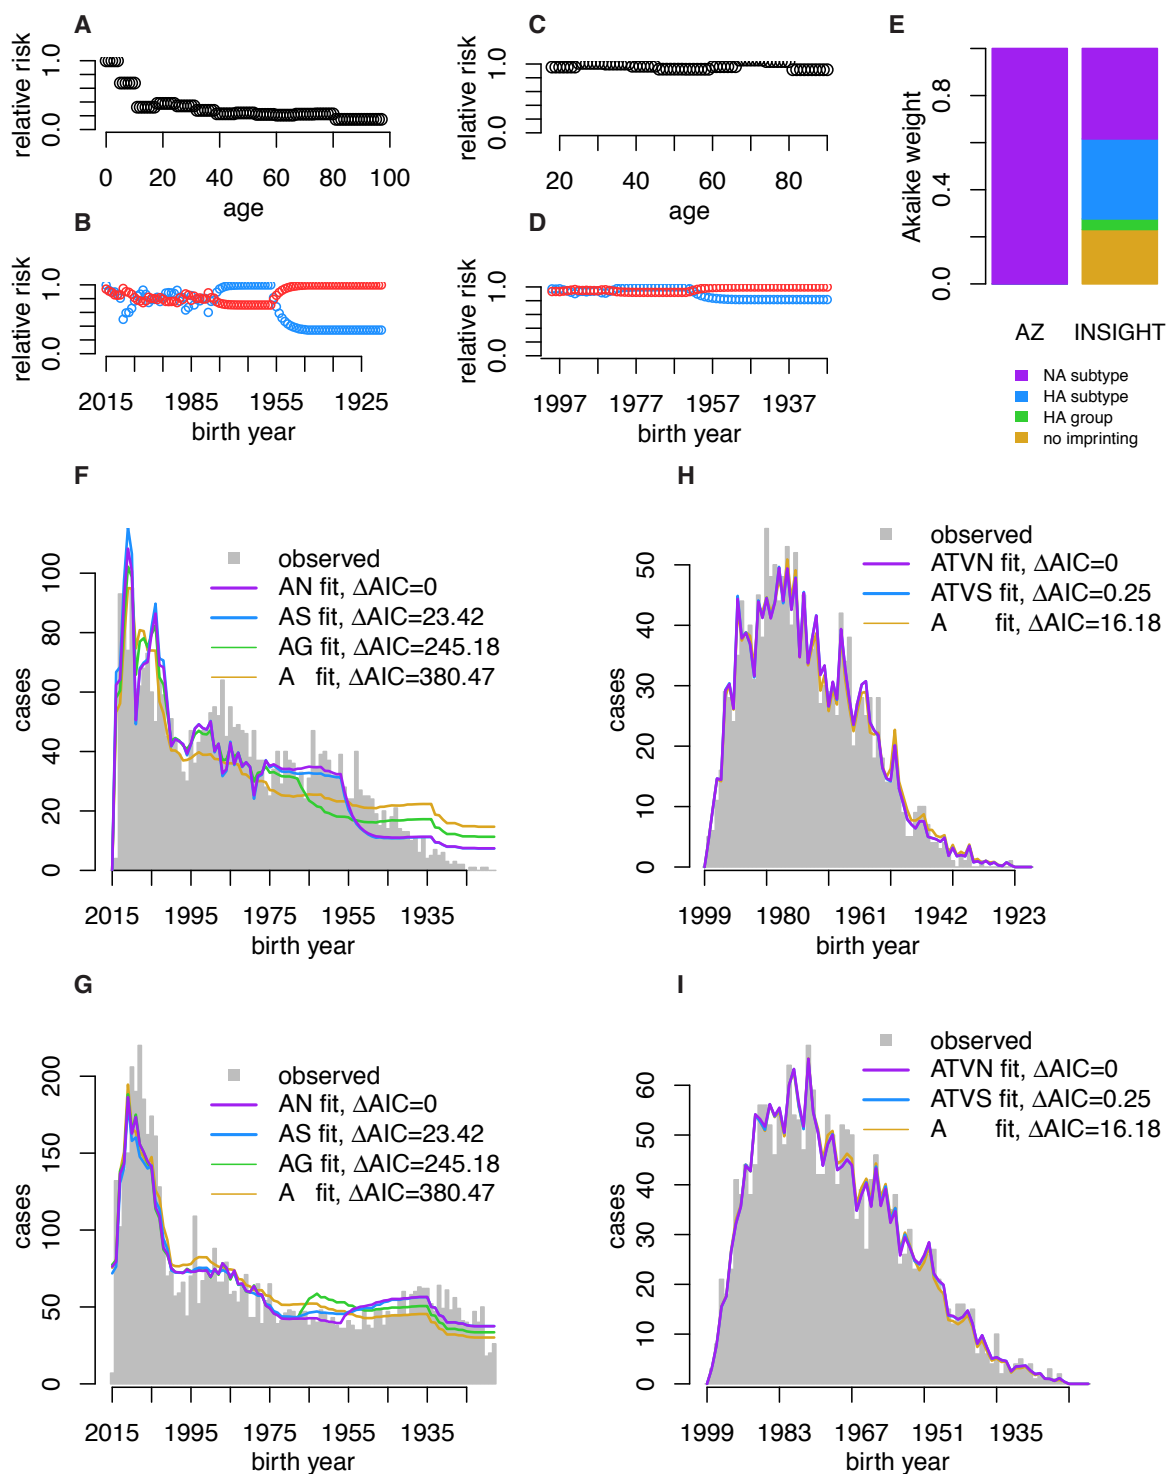 A
relative risk
0.0 1.0
0 20 40 60 80 100
age
B
relative risk
0.0 1.0
2015 1985 1955 1925
birth year
C
relative risk
0.0 1.0
20 40 60 80
age
D
relative risk
0.0 1.0
1997 1977 1957 1937
birth year
E
Akaike weight
0.0 0.4 0.8
AZ INSIGHT
NA subtype
HA subtype
HA group
no imprinting
F
observed
AN fit, ΔAIC=0
AS fit, ΔAIC=23.42
AG fit, ΔAIC=245.18
A fit, ΔAIC=380.47
cases
0 20 40 60 80 100
2015 1995 1975 1955 1935
birth year
H
observed
ATVN fit, ΔAIC=0
ATVS fit, ΔAIC=0.25
A fit, ΔAIC=16.18
cases
0 10 20 30 40 50
1999 1980 1961 1942 1923
birth year
G
observed
AN fit, ΔAIC=0
AS fit, ΔAIC=23.42
AG fit, ΔAIC=245.18
A fit, ΔAIC=380.47
cases
0 50 100 150 200
2015 1995 1975 1955 1935
birth year
I
observed
ATVN fit, ΔAIC=0
ATVS fit, ΔAIC=0.25
A fit, ΔAIC=16.18
cases
0 10 20 30 40 50 60
1999 1983 1967 1951 1935
birth year